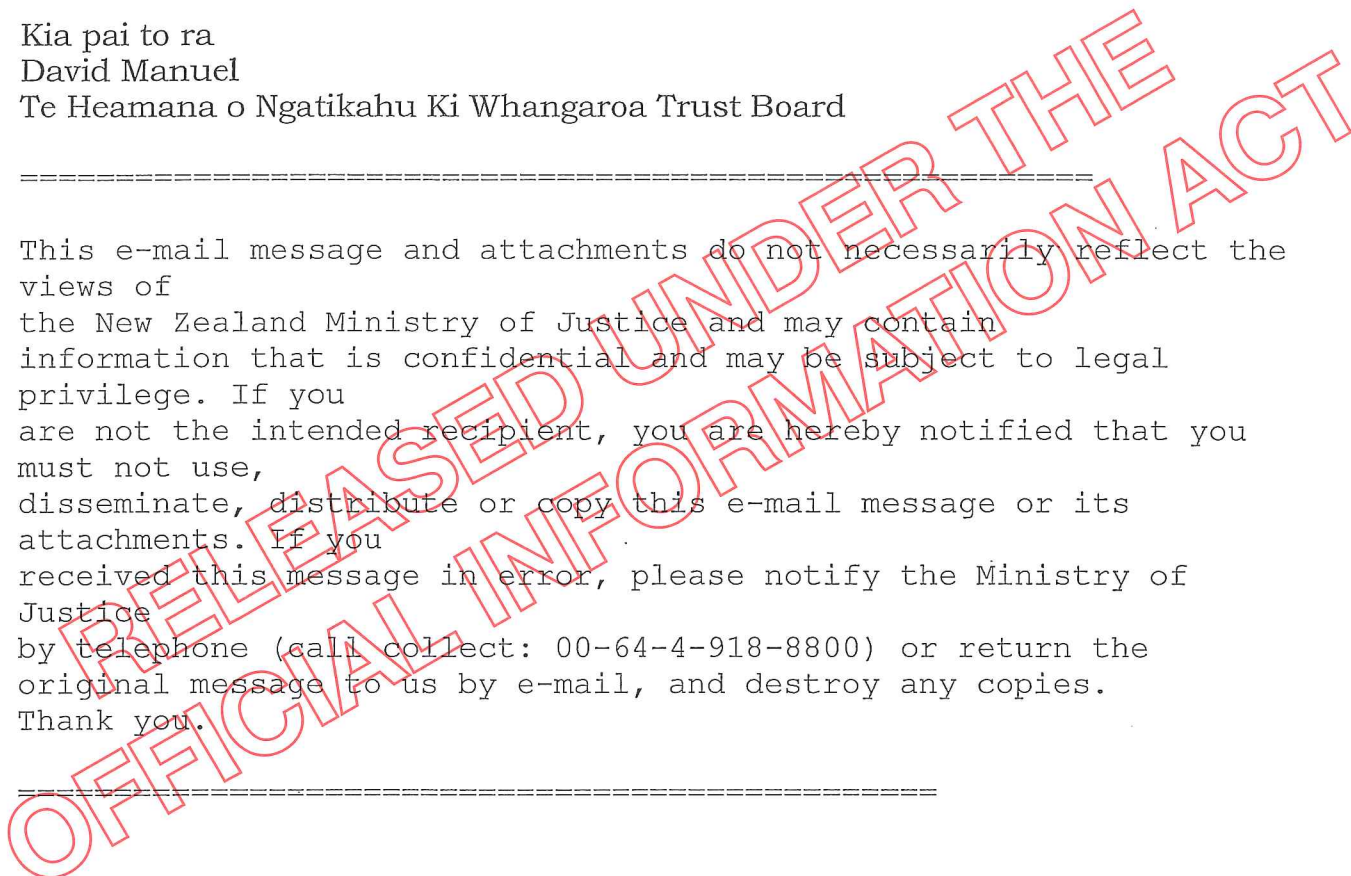 Kia pai to ra
David Manuel
Te Heamana o Ngatikahu Ki Whangaroa Trust Board
========================================================
This e-mail message and attachments do not necessarily reflect the
views of
the New Zealand Ministry of Justice and may contain
information that is confidential and may be subject to legal
privilege. If you
are not the intended recipient, you are hereby notified that you
must not use,
disseminate, distribute or copy this e-mail message or its
attachments. If you
received this message in error, please notify the Ministry of
Justice
by telephone (call collect: 00-64-4-918-8800) or return the
original message to us by e-mail, and destroy any copies.
Thank you.
================================================
RELEASED UNDER THE
OFFICIAL INFORMATION ACT